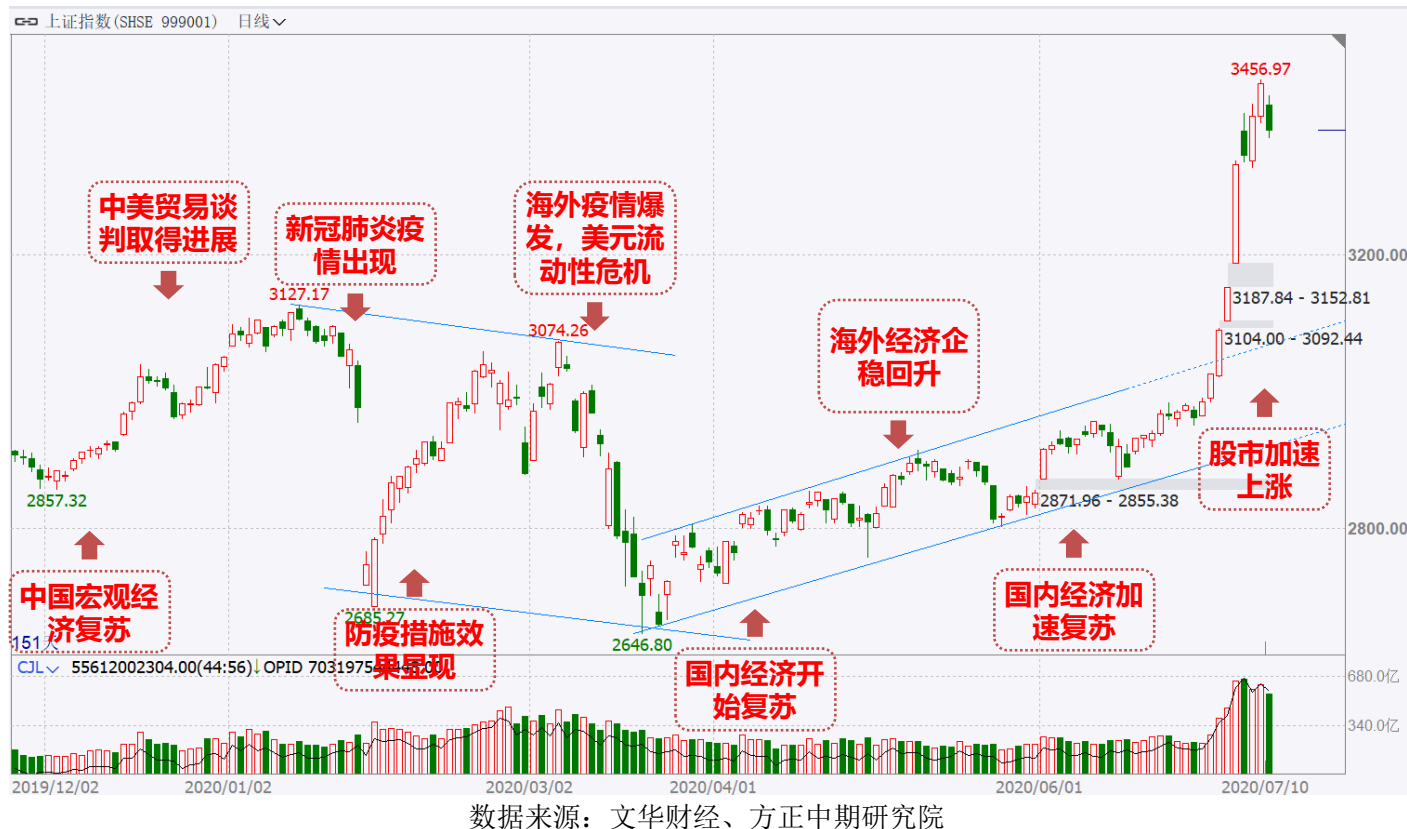 上证指数(SHSE 999001) 日线
3456.97
中美贸易谈
判取得进展
新冠肺炎疫
情出现
海外疫情爆
发，美元流
动性危机
3200.00
3127.17
3187.84 - 3152.81
3074.26
3104.00 - 3092.44
海外经济企
稳回升
股市加速
上涨
2857.32
2871.96 - 2855.38
2800.00
中国宏观经
济复苏
2685.27
防疫措施效
果显现
2646.80
国内经济开
始复苏
国内经济加
速复苏
151天
CJL 55612002304.00(44:56)↓OPID
680.0亿
340.0亿
2019/12/02
2020/01/02
2020/03/02
2020/04/01
2020/06/01
2020/07/10
数据来源：文华财经、方正中期研究院